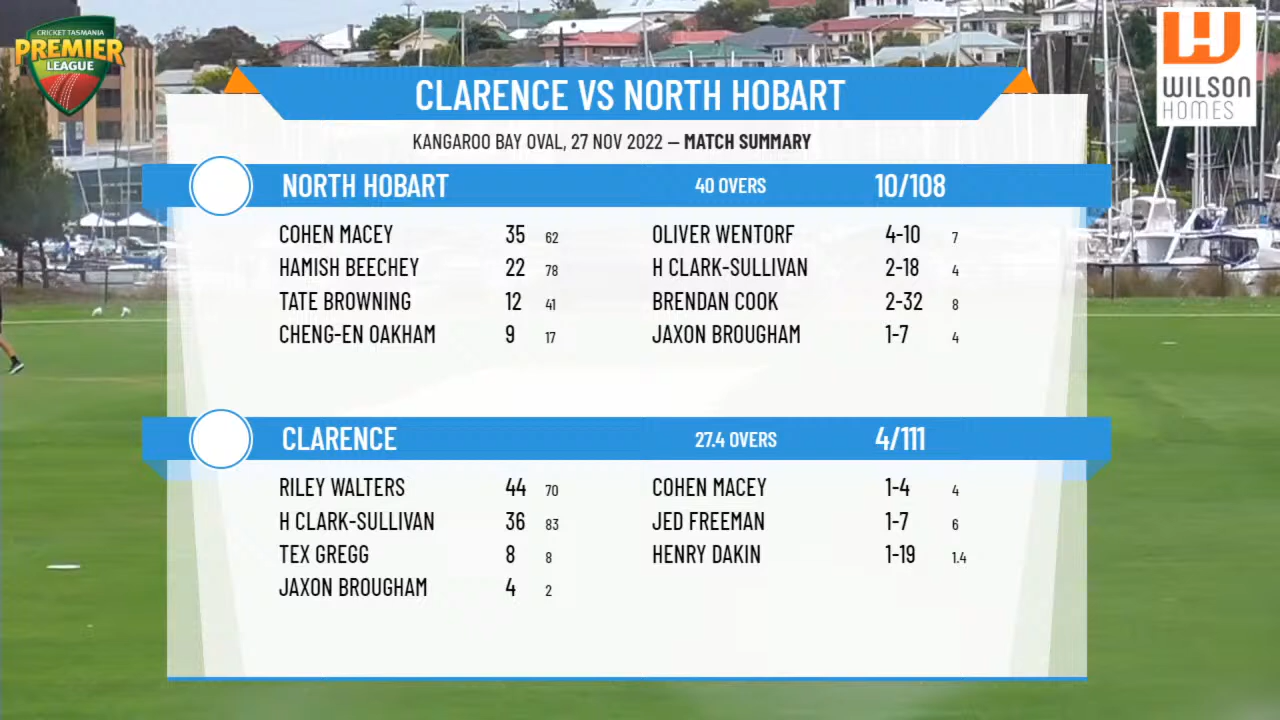 CRICKET TASMANIA
PREMIER
LEAGUE
WILSON
HOMES
CLARENCE VS NORTH HOBART
KANGAROO BAY OVAL, 27 NOV 2022 – MATCH SUMMARY
NORTH HOBART 40 OVERS 10/108
COHEN MACEY 35 62 OLIVER WENTORF 4-10 7
HAMISH BEECHEY 22 78 H CLARK-SULLIVAN 2-18 4
TATE BROWNING 12 41 BRENDAN COOK 2-32 8
CHENG-EN OAKHAM 9 17 JAXON BROUGHAM 1-7 4
CLARENCE 27.4 OVERS 4/111
RILEY WALTERS 44 70 COHEN MACEY 1-4 4
H CLARK-SULLIVAN 36 83 JED FREEMAN 1-7 6
TEX GREGG 8 8 HENRY DAKIN 1-19 1.4
JAXON BROUGHAM 4 2